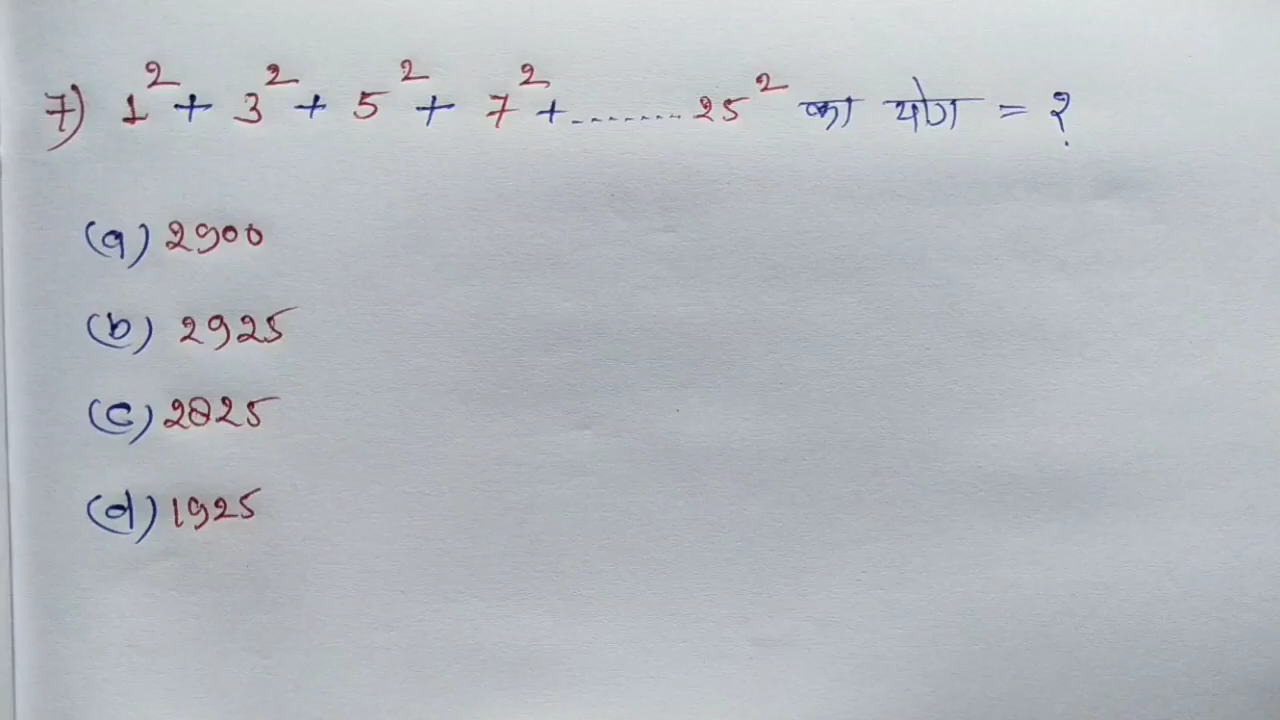 7) 1² + 3² + 5² + 7² + ........ 25² का योग = ?
(a) 2900
(b) 2925
(c) 2825
(d) 1925